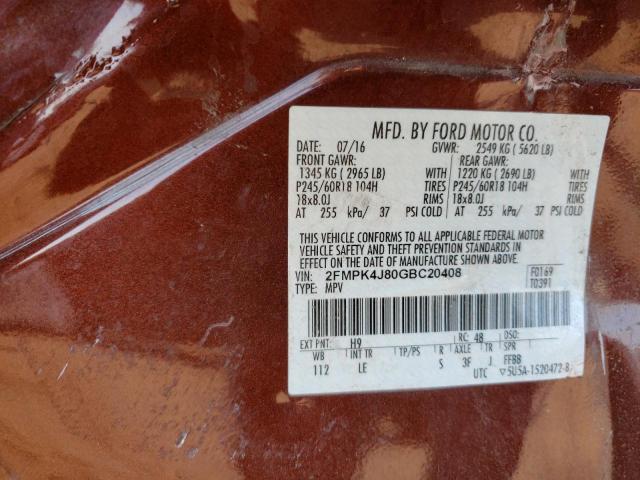 MFD. BY FORD MOTOR CO.
DATE: 07/16 GVWR: 2549 KG ( 5620 LB)
FRONT GAWR: REAR GAWR:
1345 KG ( 2965 LB) WITH 1220 KG ( 2690 LB) WITH
P245/60R18 104H TIRES P245/60R18 104H TIRES
18x8.0J RIMS 18x8.0J RIMS
AT 255 kPa/ 37 PSI COLD AT 255 kPa/ 37 PSI COLD
THIS VEHICLE CONFORMS TO ALL APPLICABLE FEDERAL MOTOR
VEHICLE SAFETY AND THEFT PREVENTION STANDARDS IN
EFFECT ON THE DATE OF MANUFACTURE SHOWN ABOVE.
VIN: 2FMPK4J80GBC20408 F0169
TYPE: MPV T0391
EXT PNT: H9 RC: 48 DSO:
WB INT TR TP/PS R AXLE TR SPR
112 LE S 3F J FFBB
UTC ▽5U5A-1520472-B